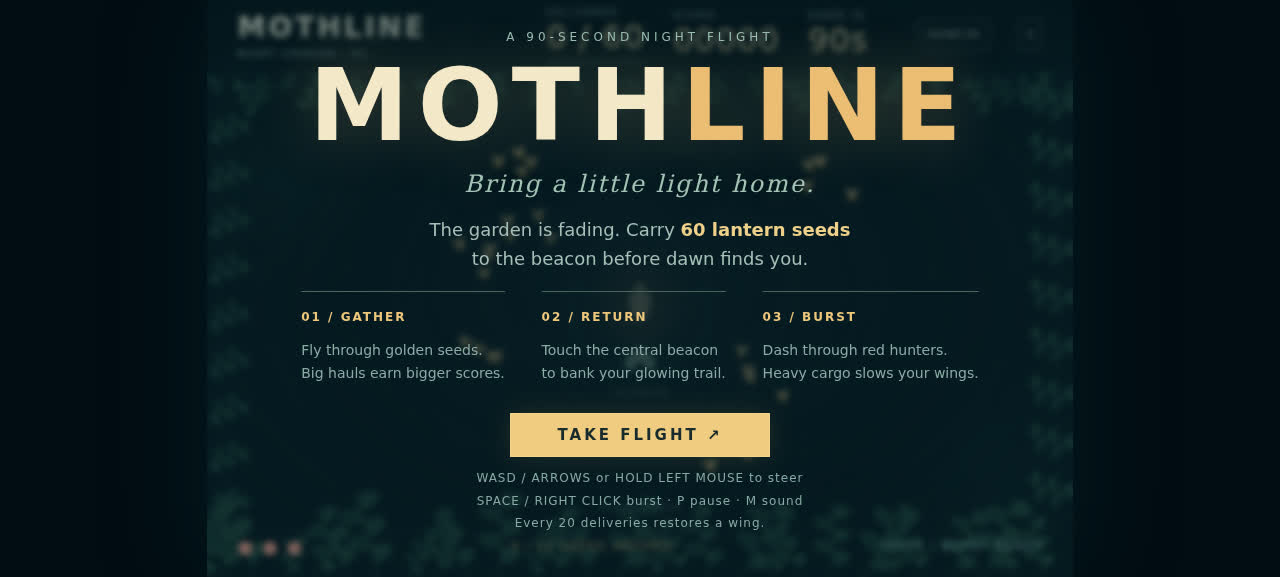 MOTHLINE
90s
A 90-SECOND NIGHT FLIGHT
MOTHLINE
Bring a little light home.
The garden is fading. Carry 60 lantern seeds
to the beacon before dawn finds you.
01 / GATHER
Fly through golden seeds.
Big hauls earn bigger scores.
02 / RETURN
Touch the central beacon
to bank your glowing trail.
03 / BURST
Dash through red hunters.
Heavy cargo slows your wings.
TAKE FLIGHT ↗
WASD / ARROWS or HOLD LEFT MOUSE to steer
SPACE / RIGHT CLICK burst · P pause · M sound
Every 20 deliveries restores a wing.